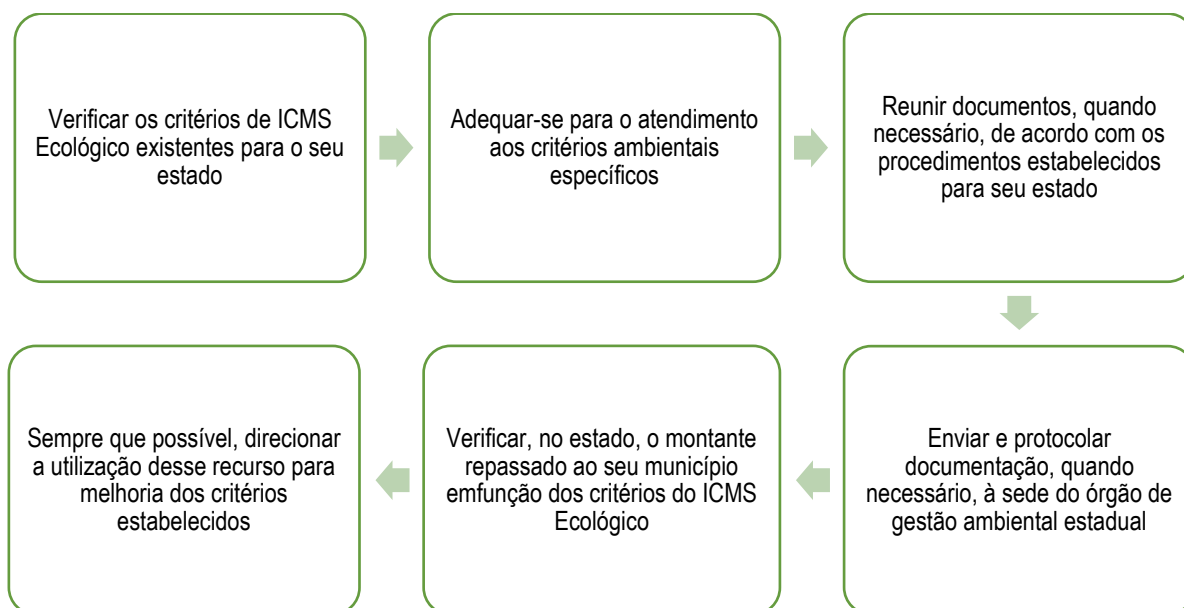 Verificar os critérios de ICMS
Ecológico existentes para o seu
estado
Adequar-se para o atendimento
aos critérios ambientais
específicos
Reunir documentos, quando
necessário, de acordo com os
procedimentos estabelecidos
para seu estado
Enviar e protocolar
documentação, quando
necessário, à sede do órgão de
gestão ambiental estadual
Verificar, no estado, o montante
repassado ao seu município
emfunção dos critérios do ICMS
Ecológico
Sempre que possível, direcionar
a utilização desse recurso para
melhoria dos critérios
estabelecidos